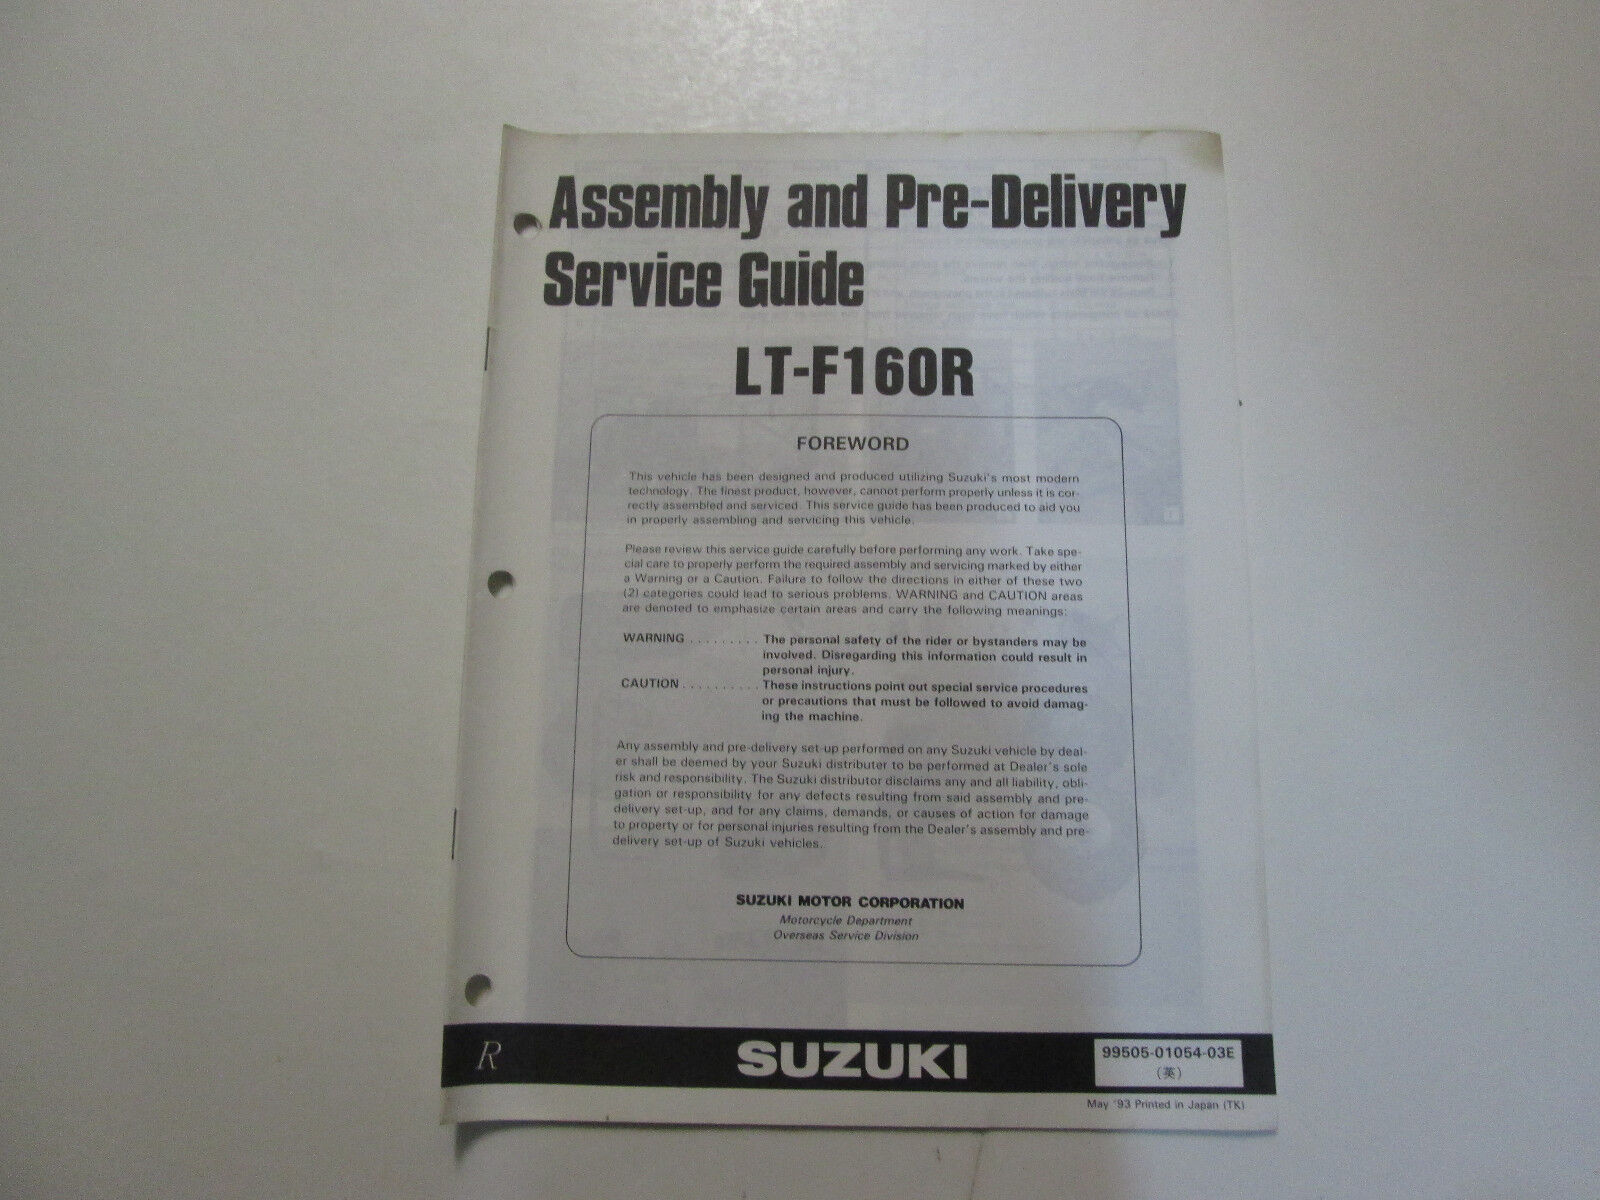 Assembly and Pre-Delivery
Service Guide
LT-F160R
FOREWORD
This vehicle has been designed and produced utilizing Suzuki's most modern
technology. The finest product, however, cannot perform properly unless it is cor-
rectly assembled and serviced. This service guide has been produced to aid you
in properly assembling and servicing this vehicle.
Please review this service guide carefully before performing any work. Take spe-
cial care to properly perform the required assembly and servicing marked by either
a Warning or a Caution. Failure to follow the directions in either of these two
(2) categories could lead to serious problems. WARNING and CAUTION areas
are denoted to emphasize certain areas and carry the following meanings:
WARNING ......... The personal safety of the rider or bystanders may be
involved. Disregarding this information could result in
personal injury.
CAUTION .......... These instructions point out special service procedures
or precautions that must be followed to avoid damag-
ing the machine.
Any assembly and pre-delivery set-up performed on any Suzuki vehicle by deal-
er shall be deemed by your Suzuki distributer to be performed at Dealer's sole
risk and responsibility. The Suzuki distributor disclaims any and all liability, obli-
gation or responsibility for any defects resulting from said assembly and pre-
delivery set-up, and for any claims, demands, or causes of action for damage
to property or for personal injuries resulting from the Dealer's assembly and pre-
delivery set-up of Suzuki vehicles.
SUZUKI MOTOR CORPORATION
Motorcycle Department
Overseas Service Division
R
SUZUKI
99505-01054-03E
(英)
May '93 Printed in Japan (TK)